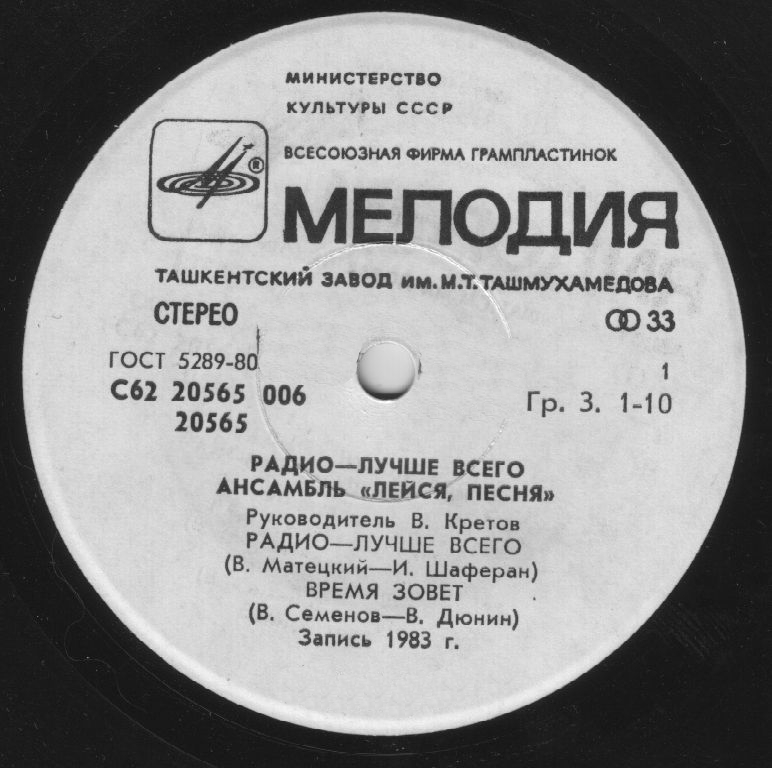 МИНИСТЕРСТВО
КУЛЬТУРЫ СССР
ВСЕСОЮЗНАЯ ФИРМА ГРАМПЛАСТИНОК
®
МЕЛОДИЯ
ТАШКЕНТСКИЙ ЗАВОД им. М.Т. ТАШМУХАМЕДОВА
СТЕРЕО
33
ГОСТ 5289-80
1
С62 20565 006
Гр. 3. 1-10
20565
РАДИО—ЛУЧШЕ ВСЕГО
АНСАМБЛЬ «ЛЕЙСЯ, ПЕСНЯ»
Руководитель В. Кретов
РАДИО—ЛУЧШЕ ВСЕГО
(В. Матецкий—И. Шаферан)
ВРЕМЯ ЗОВЕТ
(В. Семенов—В. Дюнин)
Запись 1983 г.